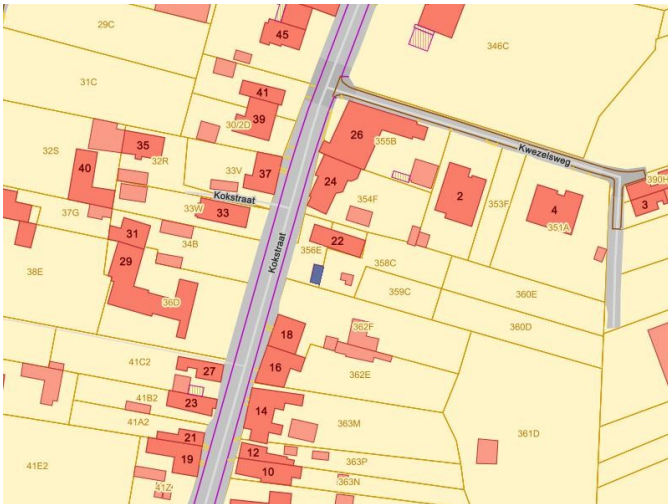 29C
45
346C
31C
41
39
30/2D
26
355B
Kwezelsweg
32S
35
32R
40
33V
37
24
2
353F
4
351A
390H
3
354F
Kokstraat
33W
33
37G
34B
31
29
22
356E
358C
Kokstraat
38E
36D
359C
360E
360D
18
362F
41C2
27
16
362E
41B2
23
14
41A2
363M
361D
21
19
12
363P
41E2
10
363N